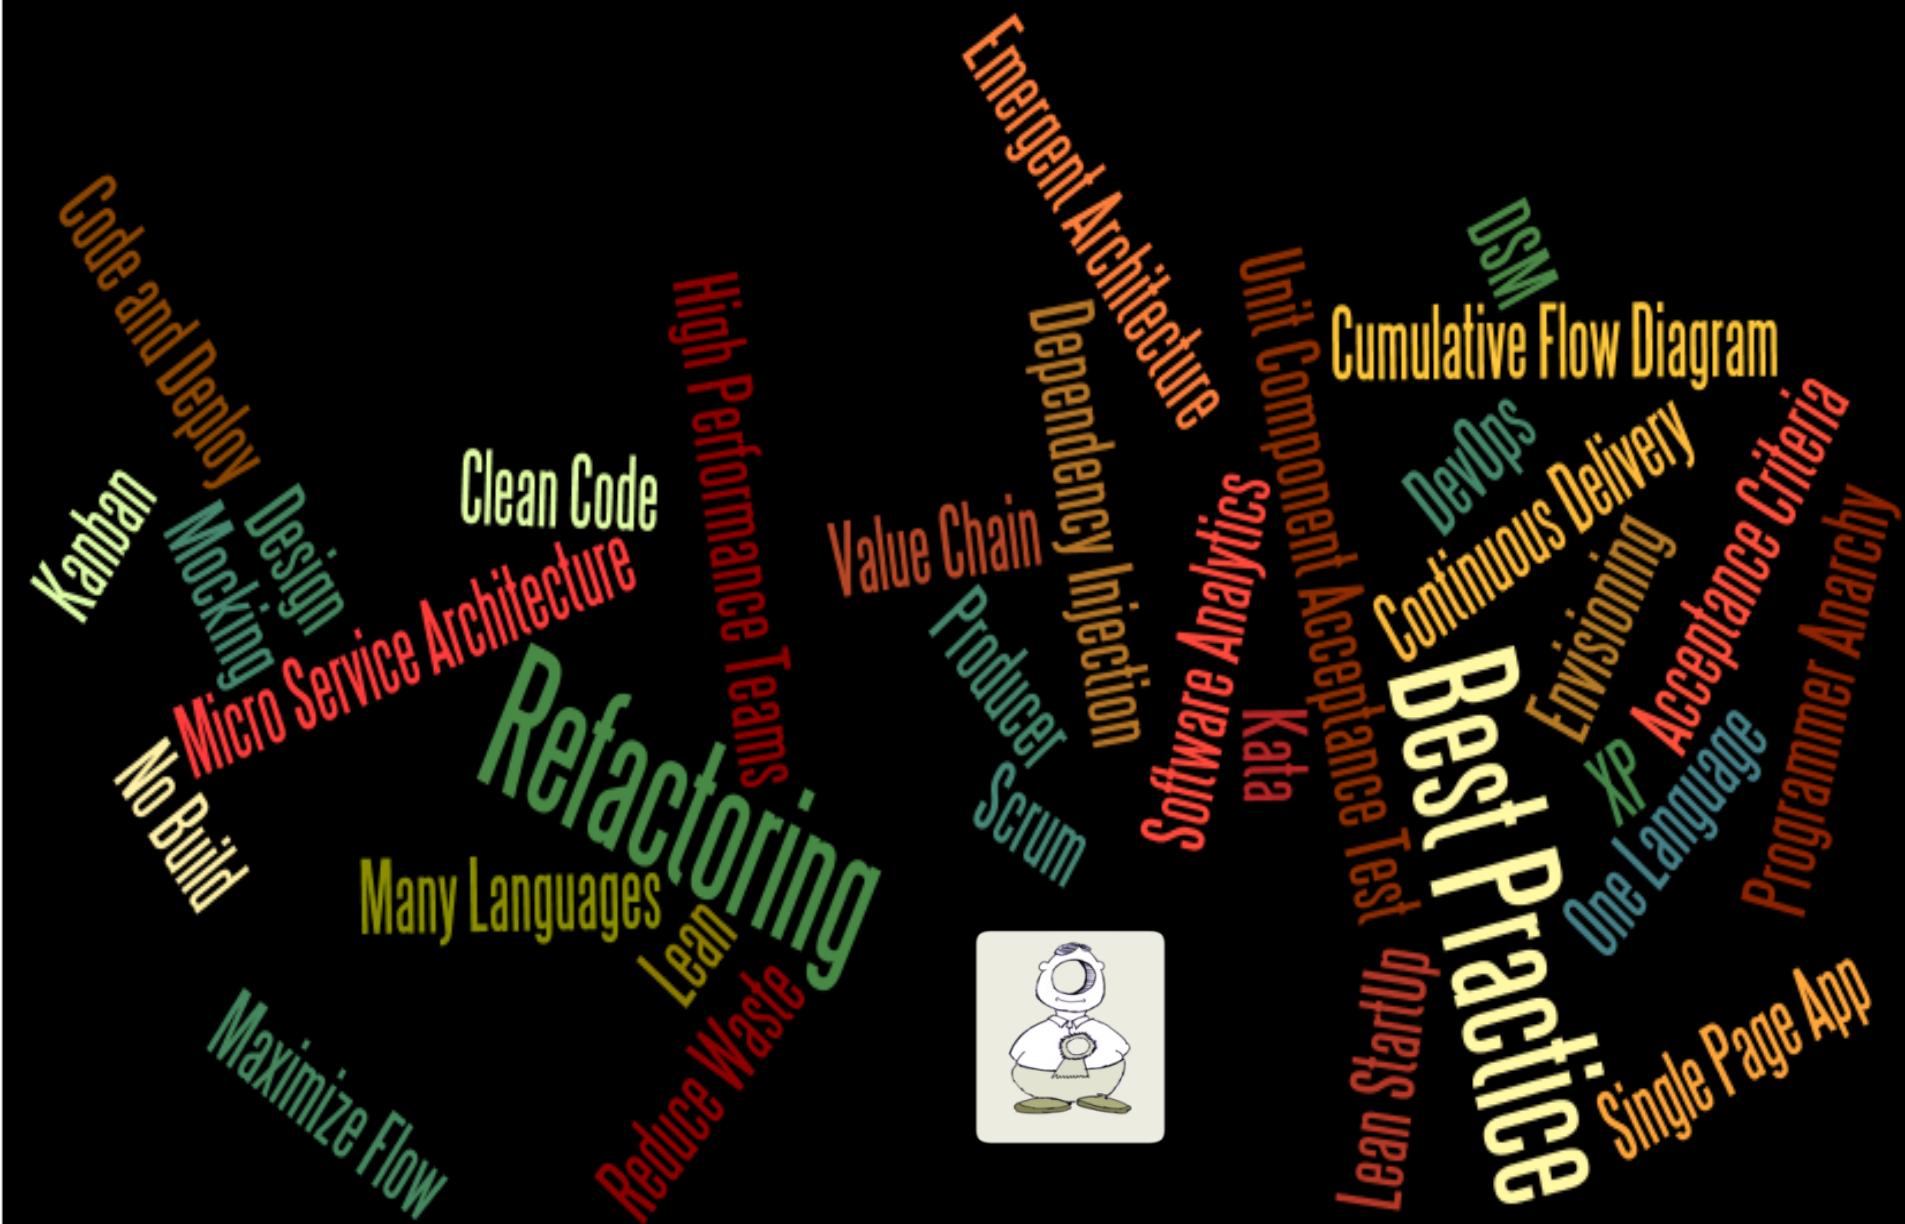 Emergent Architecture
Code and Deploy
DSM
High Performance Teams
Unit Component Acceptance Test
Dependency Injection
Cumulative Flow Diagram
DevOps
Continuous Delivery
Acceptance Criteria
Clean Code
Kanban
Design
Mocking
Value Chain
Software Analytics
Programmer Anarchy
Envisioning
Micro Service Architecture
Producer
Refactoring
Best Practice
Kata
XP
One Language
No Build
Scrum
Many Languages
Lean
Lean StartUp
Single Page App
Reduce Waste
Maximize Flow